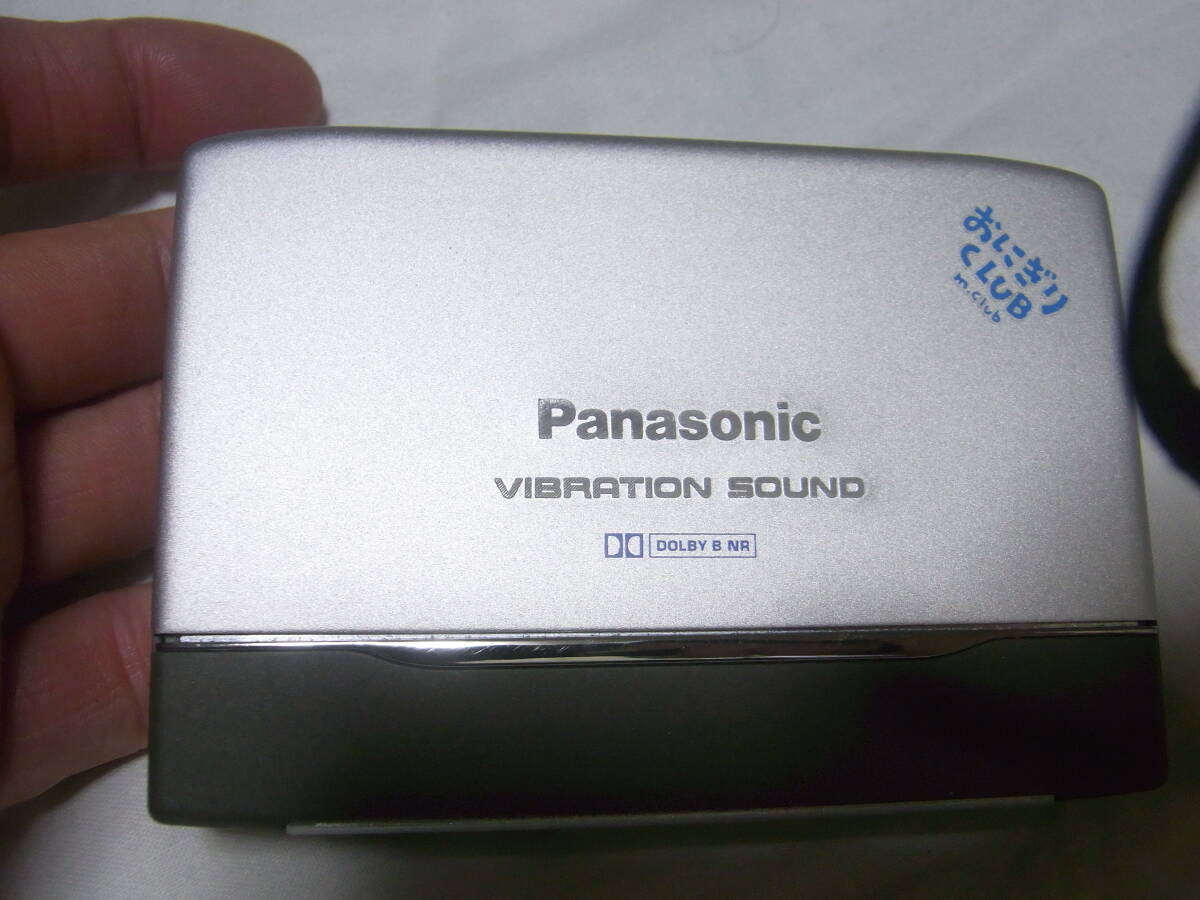 おにぎり
CLUB
m.club
Panasonic
VIBRATION SOUND
DOLBY B NR